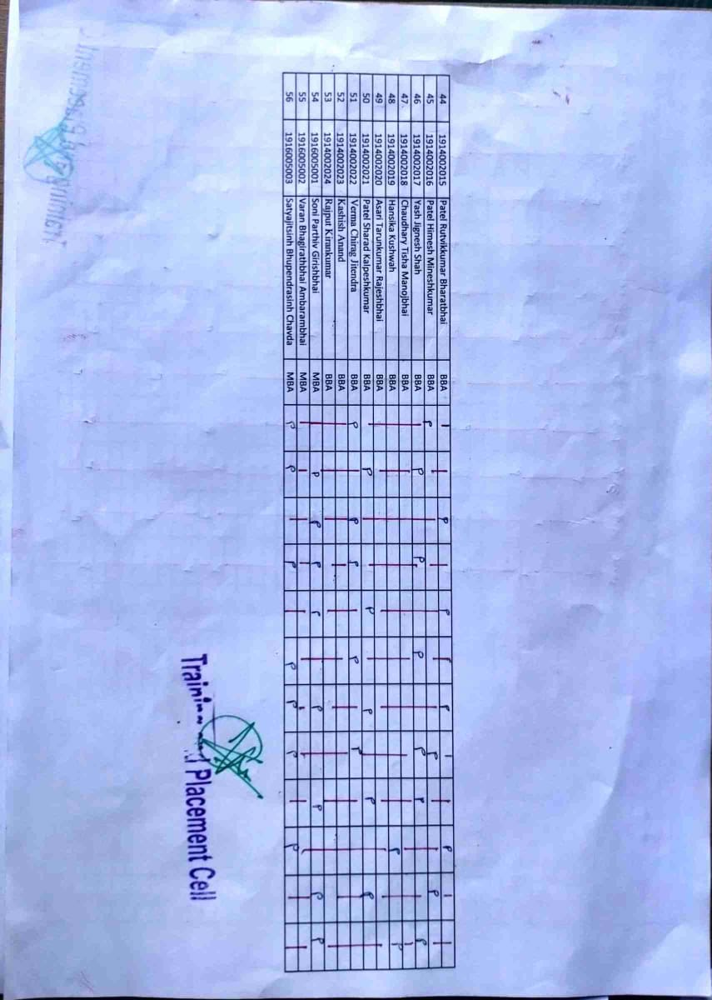 44 1914002015 Patel Rutvikkumar Bharatbhai BBA P P P P
45 1914002016 Patel Himesh Mineshkumar BBA P P P
46 1914002017 Yash Jignesh Shah BBA P P P P P P
47 1914002018 Chaudhary Tisha Manojbhai BBA
48 1914002019 Hansika Kushwah BBA P P
49 1914002020 Asari Tarunkumar Rajeshbhai BBA
50 1914002021 Patel Sharad Kalpeshkumar BBA P P P P P
51 1914002022 Verma Chirag Jitendra BBA P P P P P
52 1914002023 Kashish Anand BBA
53 1914002024 Rajput Kirankumar BBA
54 1916005001 Soni Parthiv Girishbhai MBA P P P P P P P P
55 1916005002 Varan Bhagirathbhai Ambarambhai MBA
56 1916005003 Satyajitsinh Bhupendrasinh Chavda MBA P P P P P P P
Training and Placement Cell